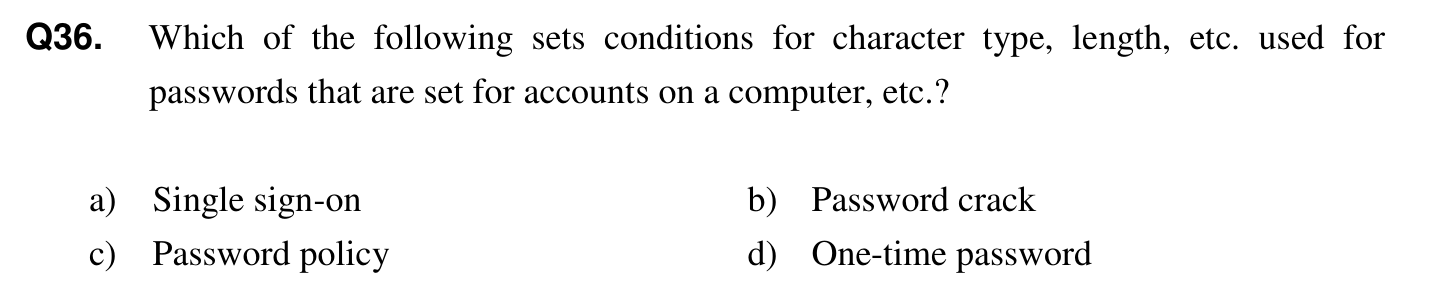 Q36. Which of the following sets conditions for character type, length, etc. used for
passwords that are set for accounts on a computer, etc.?
a) Single sign-on b) Password crack
c) Password policy d) One-time password